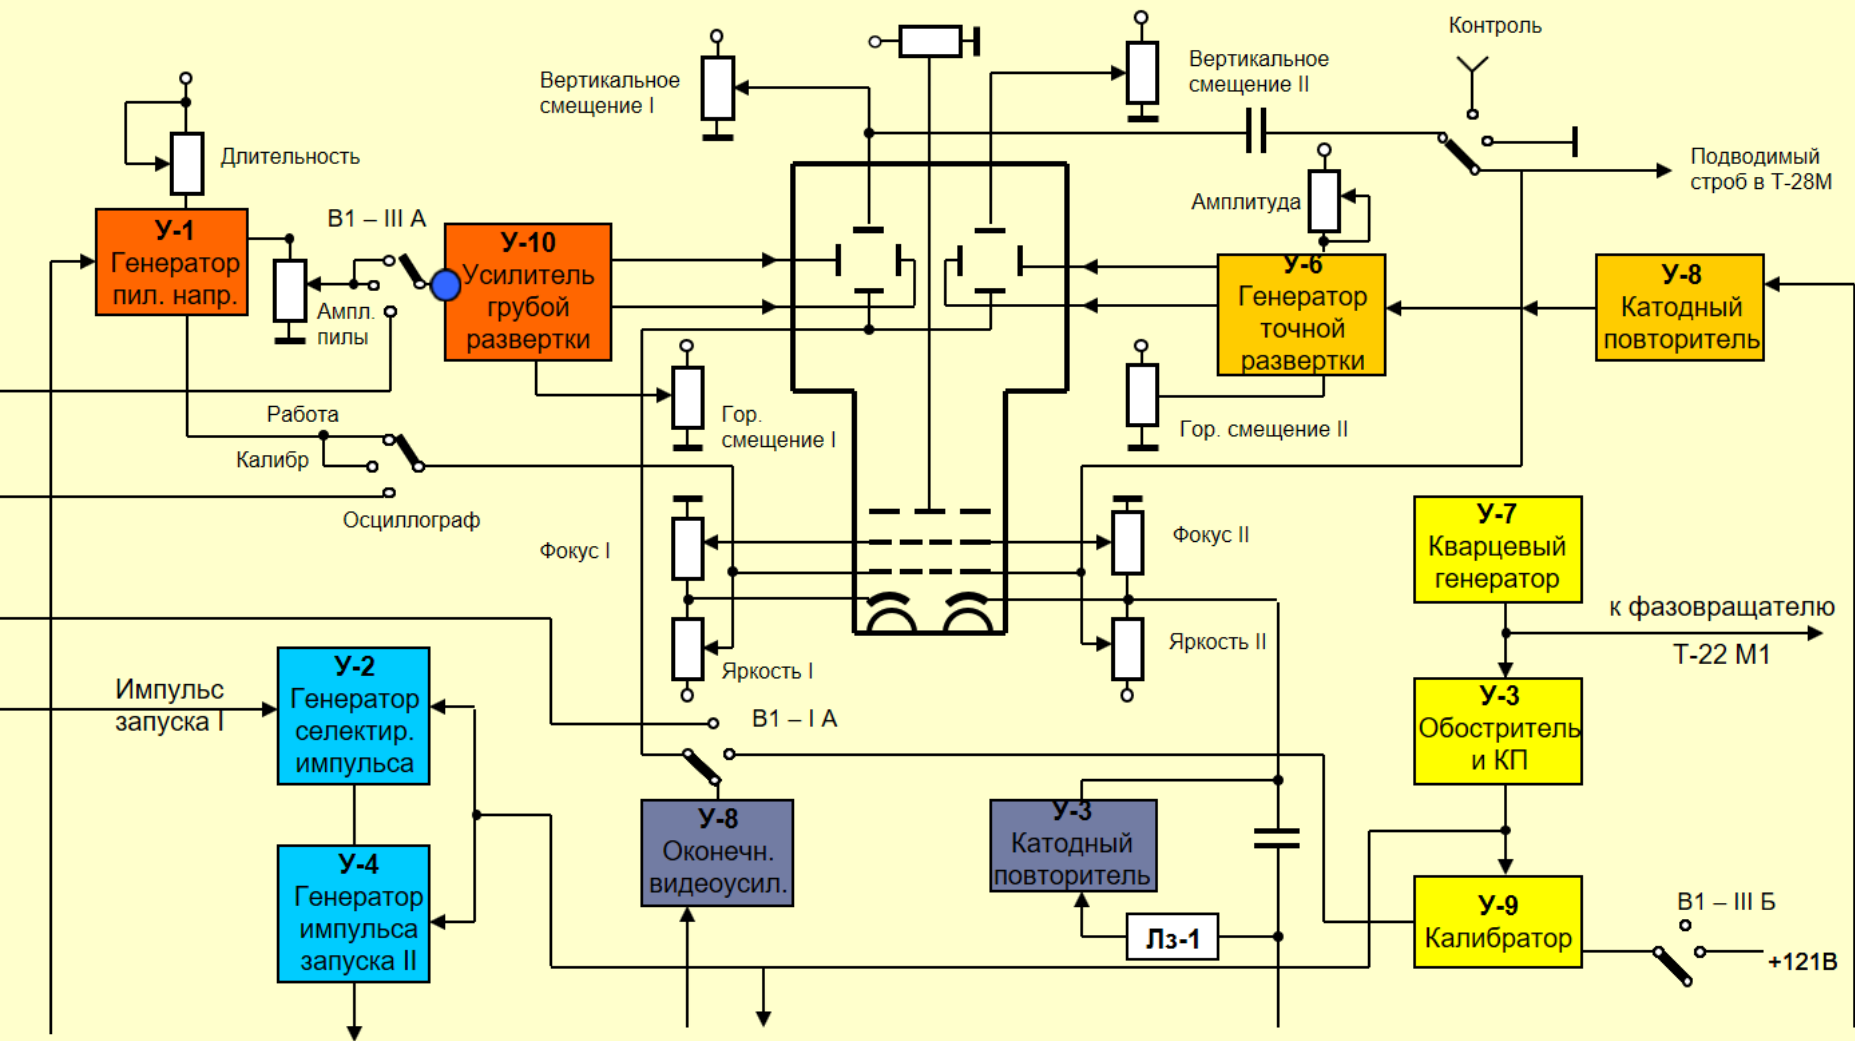 Контроль
Вертикальное
смещение I
Вертикальное
смещение II
Длительность
Подводимый
строб в Т-28М
Амплитуда
В1 – III А
У-1
Генератор
пил. напр.
Ампл.
пилы
У-10
Усилитель
грубой
развертки
У-6
Генератор
точной
развертки
У-8
Катодный
повторитель
Работа
Калибр
Осциллограф
Гор.
смещение I
Гор. смещение II
Фокус I
Фокус II
У-7
Кварцевый
генератор
к фазовращателю
Т-22 М1
Яркость I
Яркость II
Импульс
запуска I
У-2
Генератор
селектир.
импульса
В1 – I А
У-3
Обостритель
и КП
У-4
Генератор
импульса
запуска II
У-8
Оконечн.
видеоусил.
У-3
Катодный
повторитель
Лз-1
У-9
Калибратор
В1 – III Б
+121В